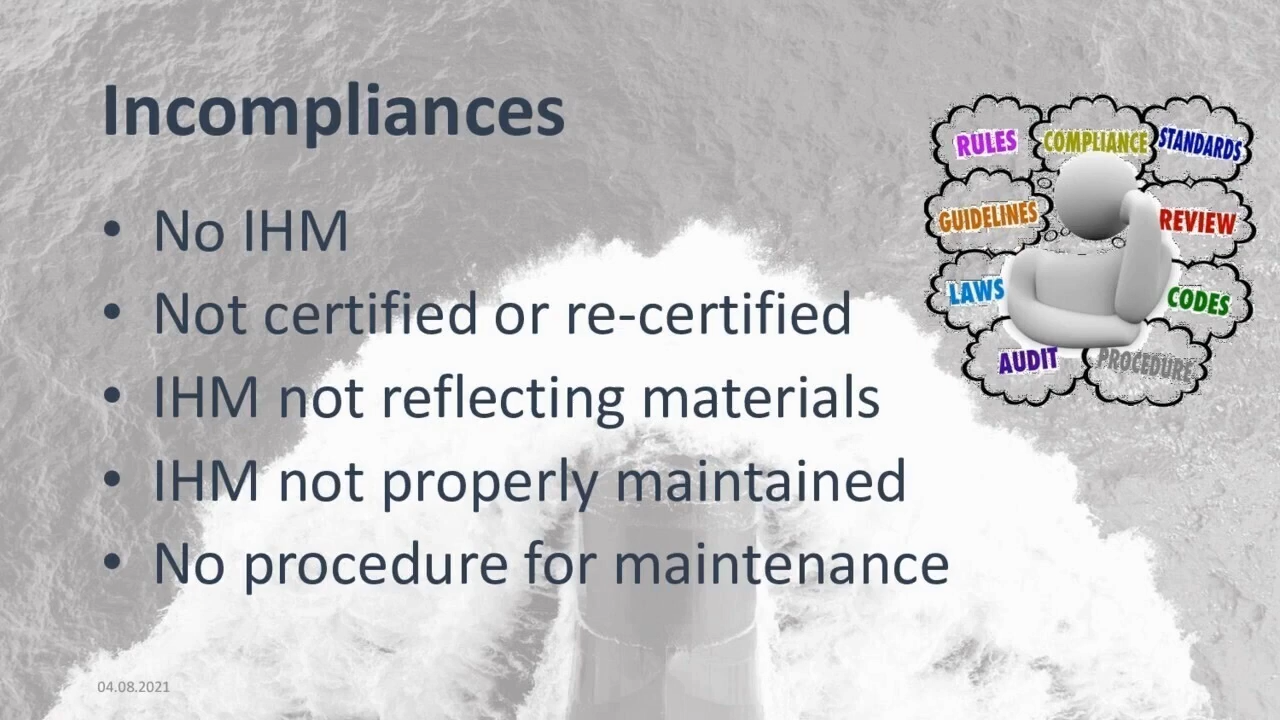 Incompliances
• No IHM
• Not certified or re-certified
• IHM not reflecting materials
• IHM not properly maintained
• No procedure for maintenance
RULES
COMPLIANCE
STANDARDS
GUIDELINES
REVIEW
LAWS
CODES
AUDIT
PROCEDURE
04.08.2021